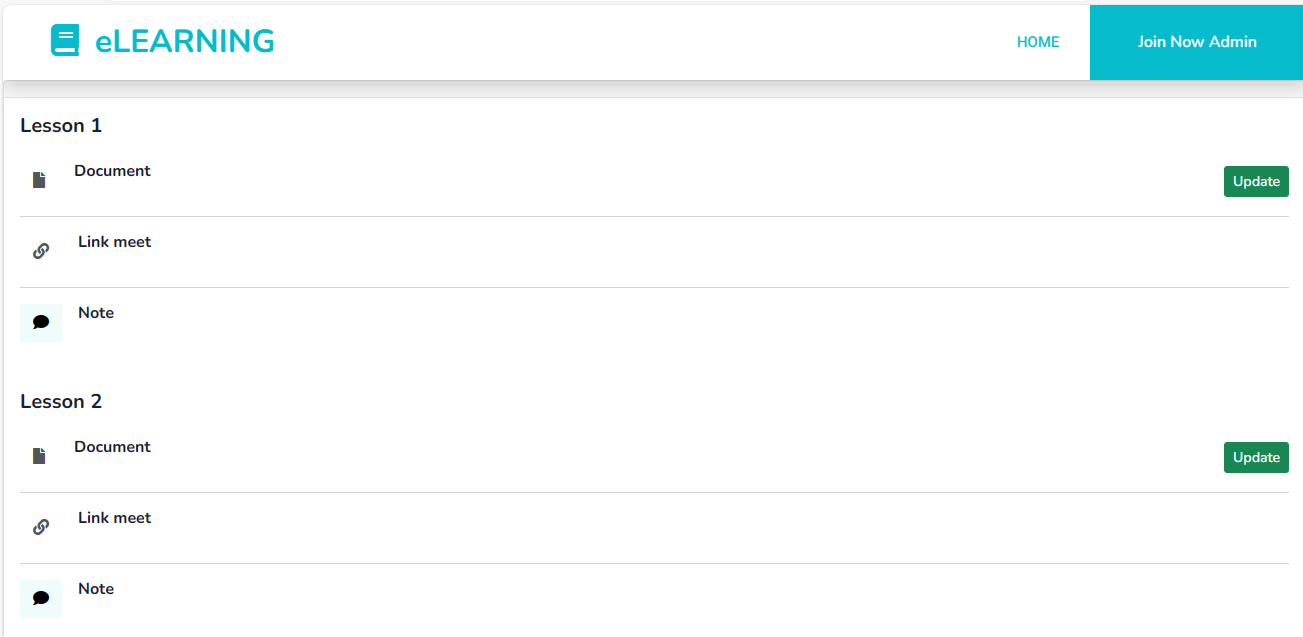 eLEARNING
HOME
Join Now Admin
Lesson 1
Document
Update
Link meet
Note
Lesson 2
Document
Update
Link meet
Note